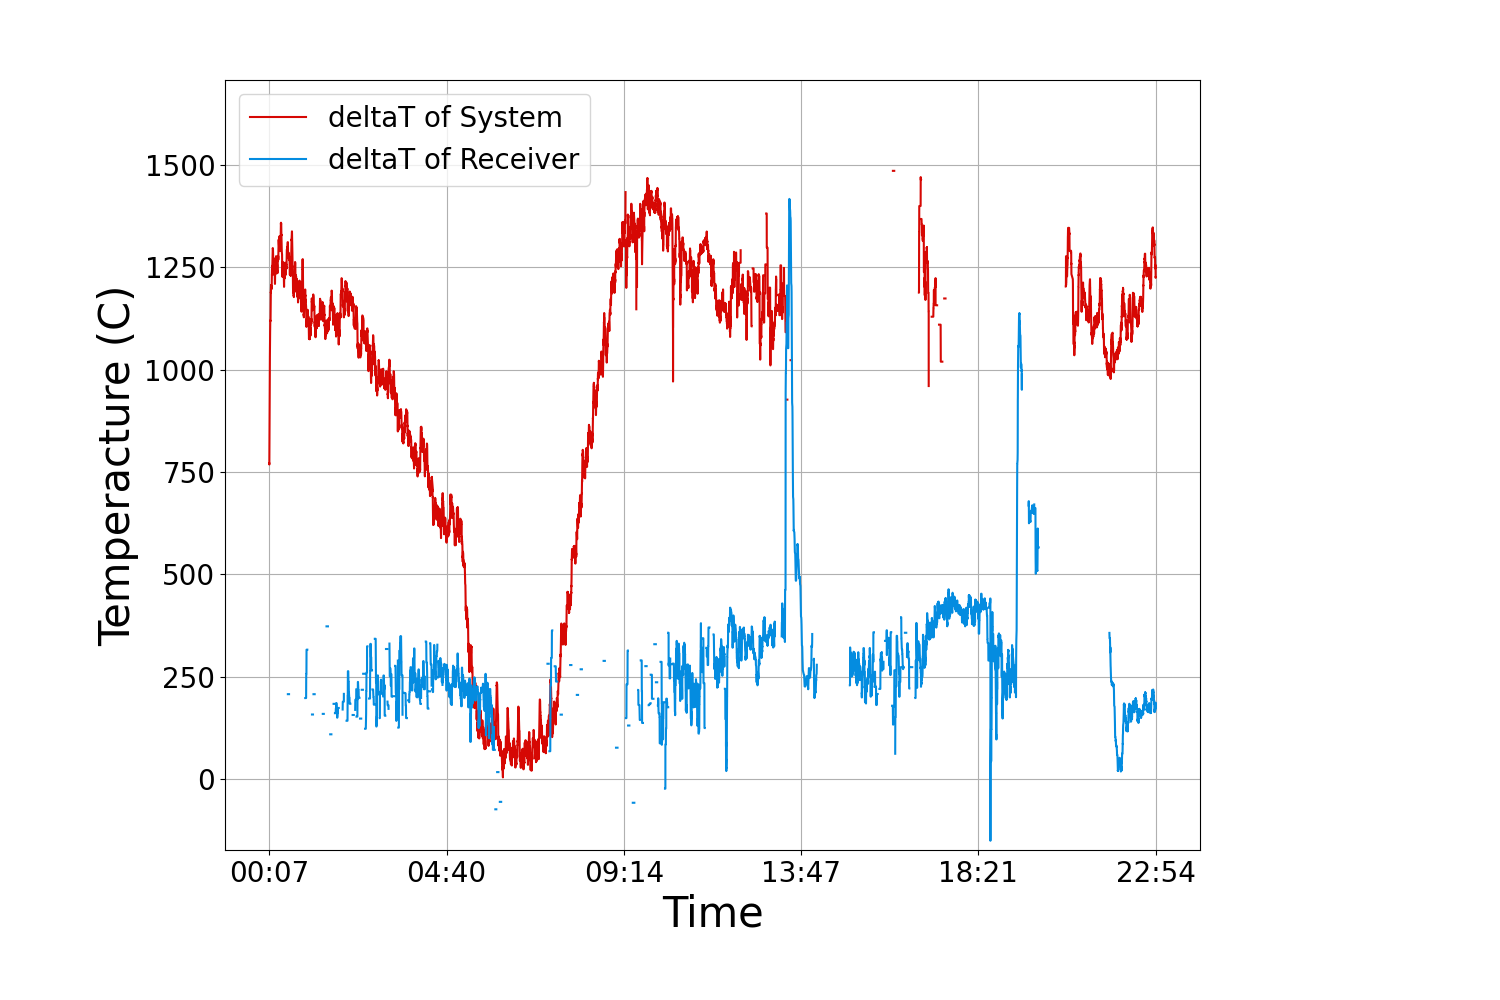 deltaT of System
deltaT of Receiver
1500
1250
1000
750
500
250
0
Temperacture (C)
00:07 04:40 09:14 13:47 18:21 22:54
Time